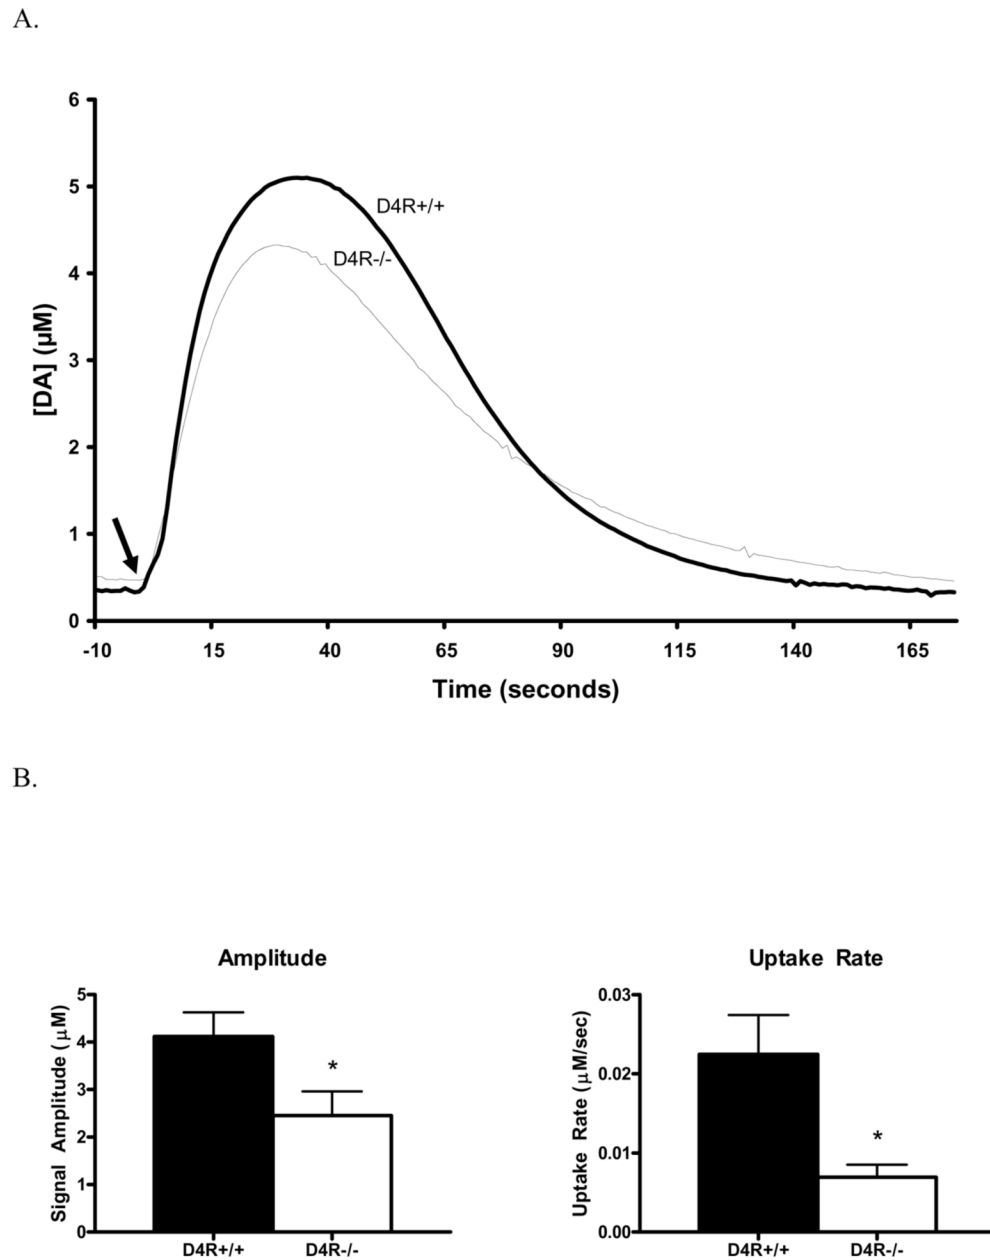 A.
6
5
4
3
2
1
0
[DA] (µM)
D4R+/+
D4R-/-
-10 15 40 65 90 115 140 165
Time (seconds)
B.
Amplitude
5
4
3
2
1
0
Signal Amplitude (µM)
*
D4R+/+ D4R-/-
Uptake Rate
0.03
0.02
0.01
0.00
Uptake Rate (µM/sec)
*
D4R+/+ D4R-/-